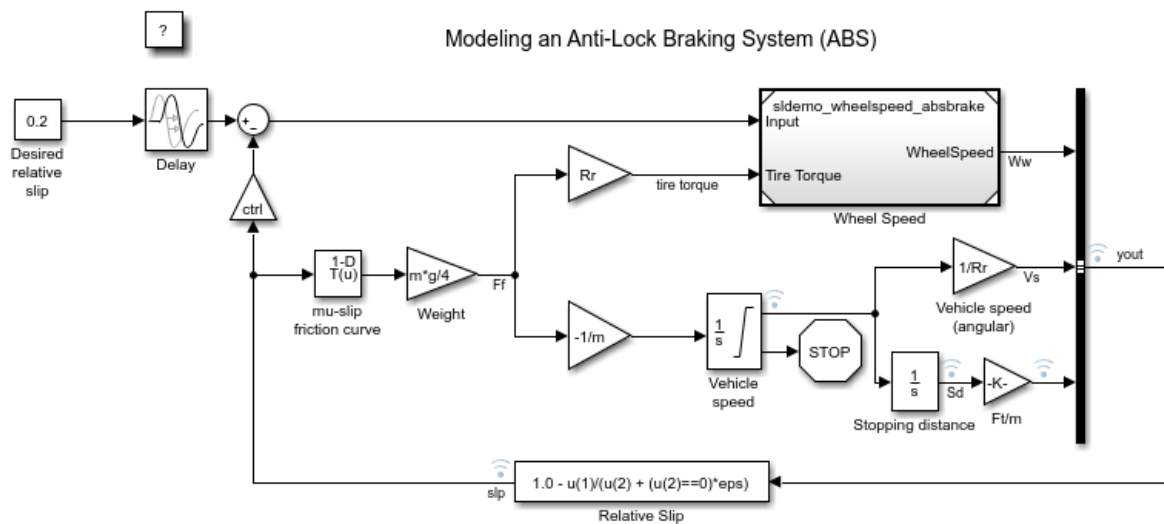 ?
Modeling an Anti-Lock Braking System (ABS)
0.2
Desired
relative
slip
Delay
+
-
ctrl
1-D
T(u)
mu-slip
friction curve
m*g/4
Weight
Ff
Rr
tire torque
sldemo_wheelspeed_absbrake
Input
Tire Torque
WheelSpeed
Wheel Speed
Ww
-1/m
1
s
Vehicle
speed
STOP
1/Rr
Vs
Vehicle speed
(angular)
1
s
Sd
Stopping distance
-K-
Ft/m
yout
1.0 - u(1)/(u(2) + (u(2)==0)*eps)
slp
Relative Slip